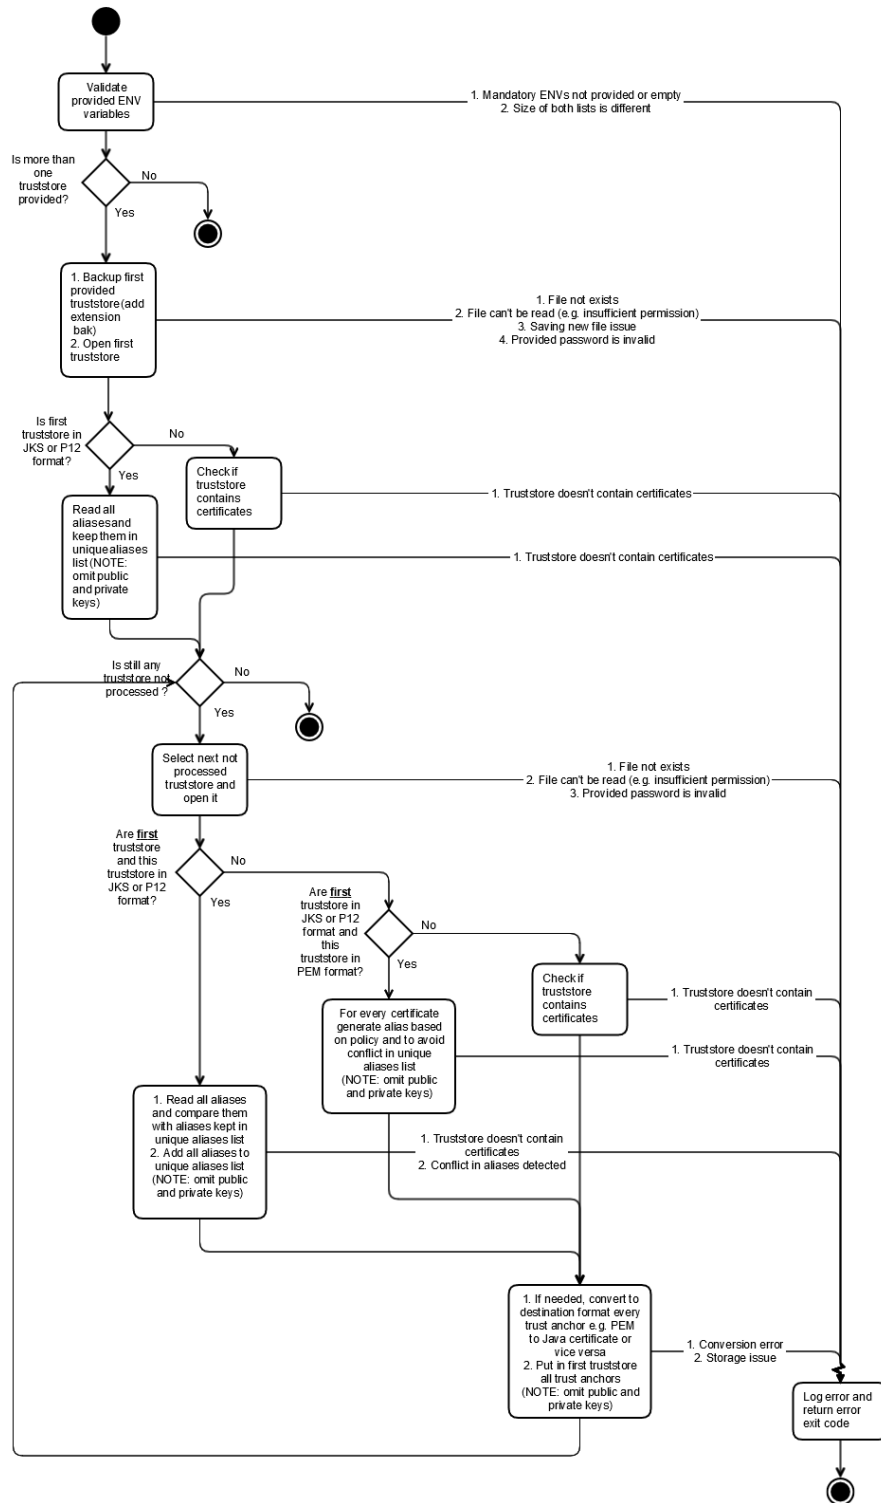 Validate
provided ENV
variables
1. Mandatory ENVs not provided or empty
2. Size of both lists is different
Is more than
one
truststore
provided?
No
Yes
1. Backup first
provided
truststore (add
extension
bak)
2. Open first
truststore
1. File not exists
2. File can't be read (e.g. insufficient permission)
3. Saving new file issue
4. Provided password is invalid
Is first
truststore in
JKS or P12
format?
No
Yes
Check if
truststore
contains
certificates
1. Truststore doesn't contain certificates
Read all
aliases and
keep them in
unique aliases
list (NOTE:
omit public
and private
keys)
1. Truststore doesn't contain certificates
Is still any
truststore not
processed ?
No
Yes
Select next not
processed
truststore and
open it
1. File not exists
2. File can't be read (e.g. insufficient permission)
3. Provided password is invalid
Are first
truststore
and this
truststore in
JKS or P12
format?
No
Yes
Are first
truststore in
JKS or P12
format and
this
truststore in
PEM format?
No
Yes
Check if
truststore
contains
certificates
1. Truststore doesn't contain
certificates
For every certificate
generate alias based
on policy and to avoid
conflict in unique
aliases list
(NOTE: omit public
and private keys)
1. Truststore doesn't contain
certificates
1. Read all aliases
and compare them
with aliases kept in
unique aliases list
2. Add all aliases to
unique aliases list
(NOTE: omit public
and private keys)
1. Truststore doesn't contain
certificates
2. Conflict in aliases detected
1. If needed, convert to
destination format every
trust anchor e.g. PEM
to Java certificate or
vice versa
2. Put in first truststore
all trust anchors
(NOTE: omit public and
private keys)
1. Conversion error
2. Storage issue
Log error and
return error
exit code